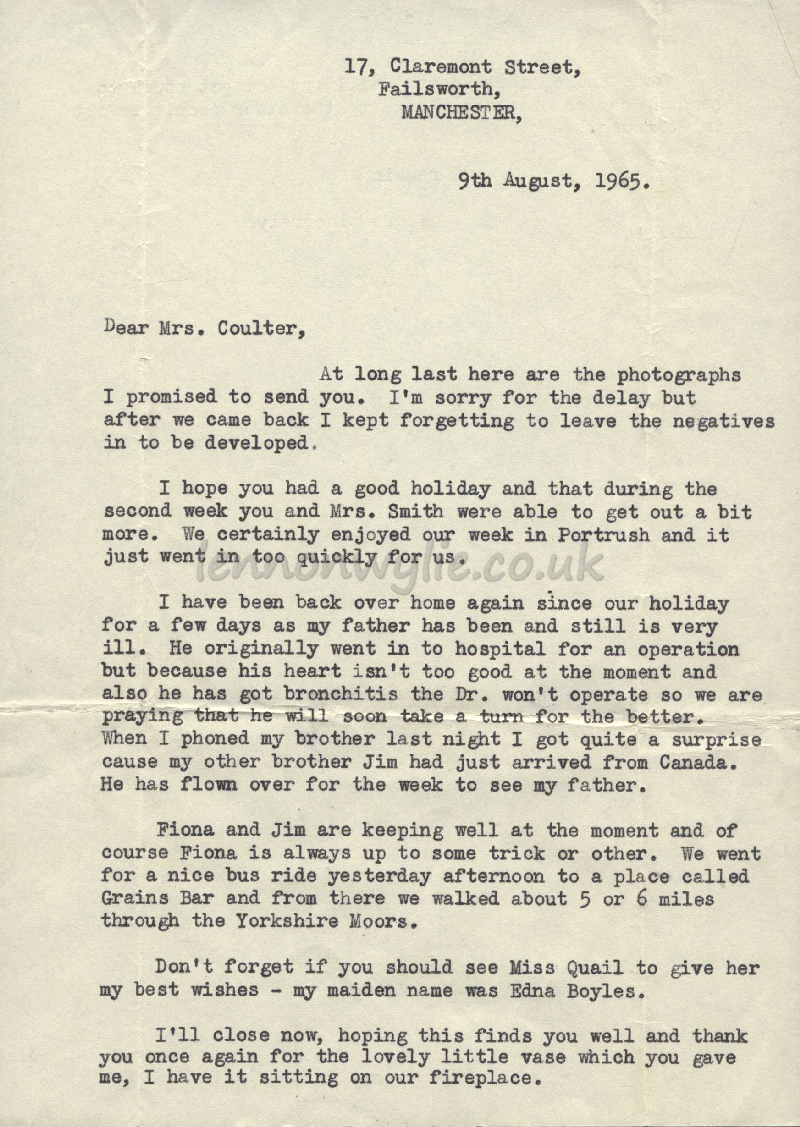 17, Claremont Street,
Failsworth,
MANCHESTER,
9th August, 1965.
Dear Mrs. Coulter,
At long last here are the photographs
I promised to send you. I'm sorry for the delay but
after we came back I kept forgetting to leave the negatives
in to be developed.
I hope you had a good holiday and that during the
second week you and Mrs. Smith were able to get out a bit
more. We certainly enjoyed our week in Portrush and it
just went in too quickly for us.
lennonwylie.co.uk
I have been back over home again since our holiday
for a few days as my father has been and still is very
ill. He originally went in to hospital for an operation
but because his heart isn't too good at the moment and
also he has got bronchitis the Dr. won't operate so we are
praying that he will soon take a turn for the better.
When I phoned my brother last night I got quite a surprise
cause my other brother Jim had just arrived from Canada.
He has flown over for the week to see my father.
Fiona and Jim are keeping well at the moment and of
course Fiona is always up to some trick or other. We went
for a nice bus ride yesterday afternoon to a place called
Grains Bar and from there we walked about 5 or 6 miles
through the Yorkshire Moors.
Don't forget if you should see Miss Quail to give her
my best wishes - my maiden name was Edna Boyles.
I'll close now, hoping this finds you well and thank
you once again for the lovely little vase which you gave
me, I have it sitting on our fireplace.